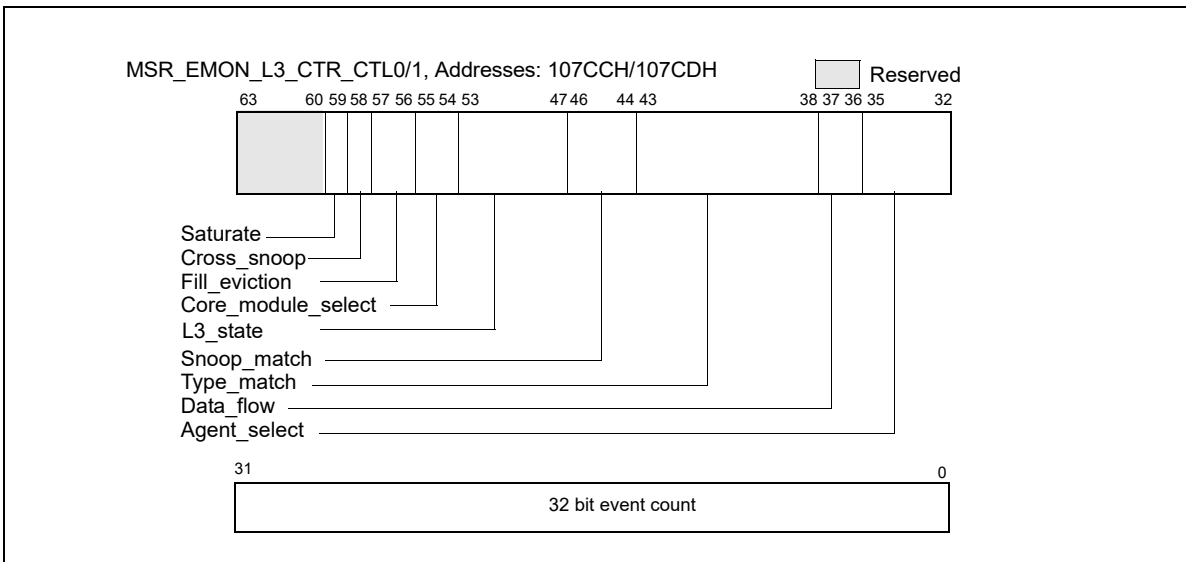 MSR_EMON_L3_CTR_CTL0/1, Addresses: 107CCH/107CDH
Reserved
63 60 59 58 57 56 55 54 53 47 46 44 43 38 37 36 35 32
Saturate
Cross_snoop
Fill_eviction
Core_module_select
L3_state
Snoop_match
Type_match
Data_flow
Agent_select
31 0
32 bit event count